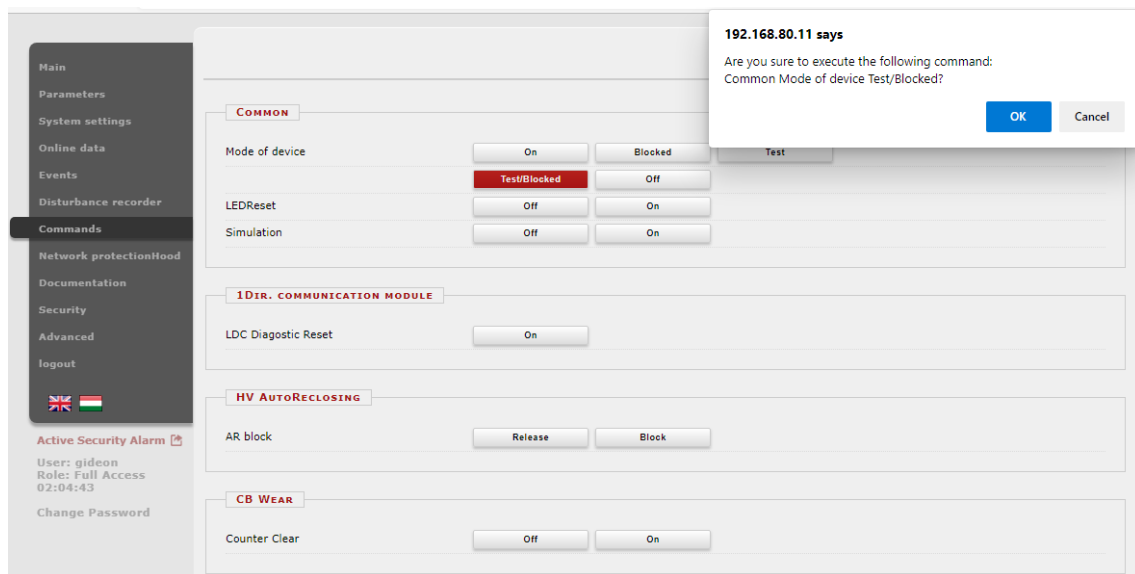 192.168.80.11 says
Are you sure to execute the following command:
Common Mode of device Test/Blocked?
OK Cancel
Main
Parameters
System settings
Online data
Events
Disturbance recorder
Commands
Network protectionHood
Documentation
Security
Advanced
logout
Active Security Alarm
User: gideon
Role: Full Access
02:04:43
Change Password
COMMON
Mode of device On Blocked Test
Test/Blocked Off
LEDReset Off On
Simulation Off On
1DIR. COMMUNICATION MODULE
LDC Diagostic Reset On
HV AUTORECLOSING
AR block Release Block
CB WEAR
Counter Clear Off On